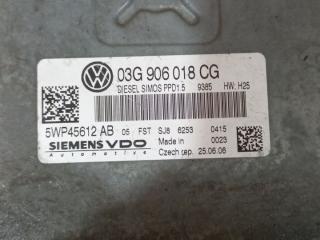 03G 906 018 CG
DIESEL SIMOS PPD1.5 9385 HW: H25
5WP45612 AB 05 FST SJ8 6253 0415
SIEMENS VDO Made in 0023
Automotive Czech rep. 25.06.06